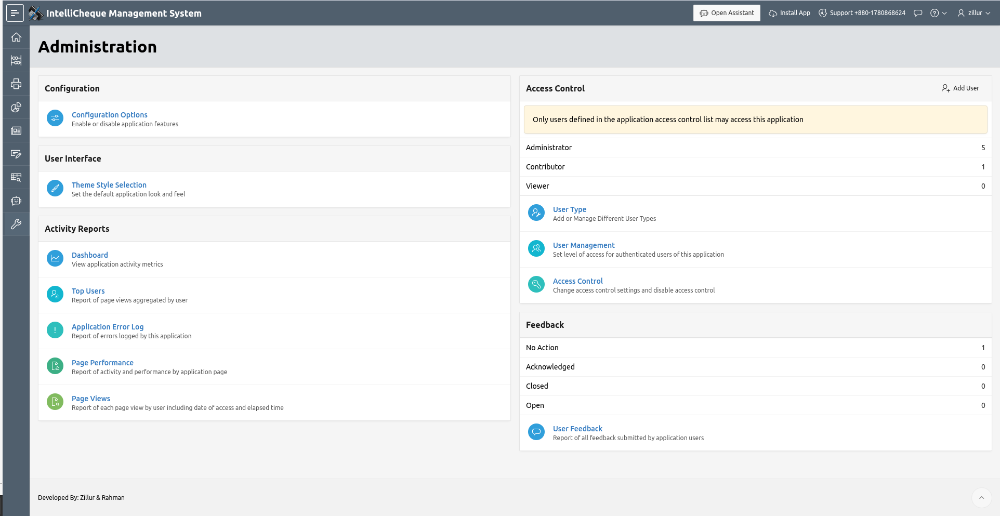 IntelliCheque Management System
Open Assistant
Install App
Support +880-1780868624
zillur
Administration
Configuration
Configuration Options
Enable or disable application features
User Interface
Theme Style Selection
Set the default application look and feel
Activity Reports
Dashboard
View application activity metrics
Top Users
Report of page views aggregated by user
Application Error Log
Report of errors logged by this application
Page Performance
Report of activity and performance by application page
Page Views
Report of each page view by user including date of access and elapsed time
Access Control
Add User
Only users defined in the application access control list may access this application
Administrator 5
Contributor 1
Viewer 0
User Type
Add or Manage Different User Types
User Management
Set level of access for authenticated users of this application
Access Control
Change access control settings and disable access control
Feedback
No Action 1
Acknowledged 0
Closed 0
Open 0
User Feedback
Report of all feedback submitted by application users
Developed By: Zillur & Rahman